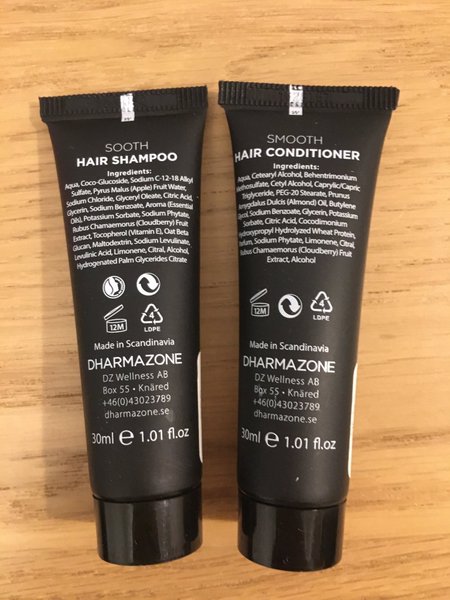 SOOTH
HAIR SHAMPOO
Ingredients:
Aqua, Coco-Glucoside, Sodium C-12-18 Alkyl
Sulfate, Pyrus Malus (Apple) Fruit Water,
Sodium Chloride, Glyceryl Oleate, Citric Acid,
Glycerin, Sodium Benzoate, Aroma (Essential
Oils), Potassium Sorbate, Sodium Phytate,
Rubus Chamaemorus (Cloudberry) Fruit
Extract, Tocopherol (Vitamin E), Oat Beta
Glucan, Maltodextrin, Sodium Levulinate,
Levulinic Acid, Limonene, Citral, Alcohol,
Hydrogenated Palm Glycerides Citrate
12M
4
LDPE
Made in Scandinavia
DHARMAZONE
DZ Wellness AB
Box 55 • Knäred
+46(0)43023789
dharmazone.se
30ml e 1.01 fl.oz
SMOOTH
HAIR CONDITIONER
Ingredients:
Aqua, Cetearyl Alcohol, Behentrimonium
Methosulfate, Cetyl Alcohol, Caprylic/Capric
Triglyceride, PEG-20 Stearate, Prunus
Amygdalus Dulcis (Almond) Oil, Butylene
Glycol, Sodium Benzoate, Glycerin, Potassium
Sorbate, Citric Acid, Cocodimonium
Hydroxypropyl Hydrolyzed Wheat Protein,
Parfum, Sodium Phytate, Limonene, Citral,
Rubus Chamaemorus (Cloudberry) Fruit
Extract, Alcohol
12M
4
LDPE
Made in Scandinavia
DHARMAZONE
DZ Wellness AB
Box 55 • Knäred
+46(0)43023789
dharmazone.se
30ml e 1.01 fl.oz